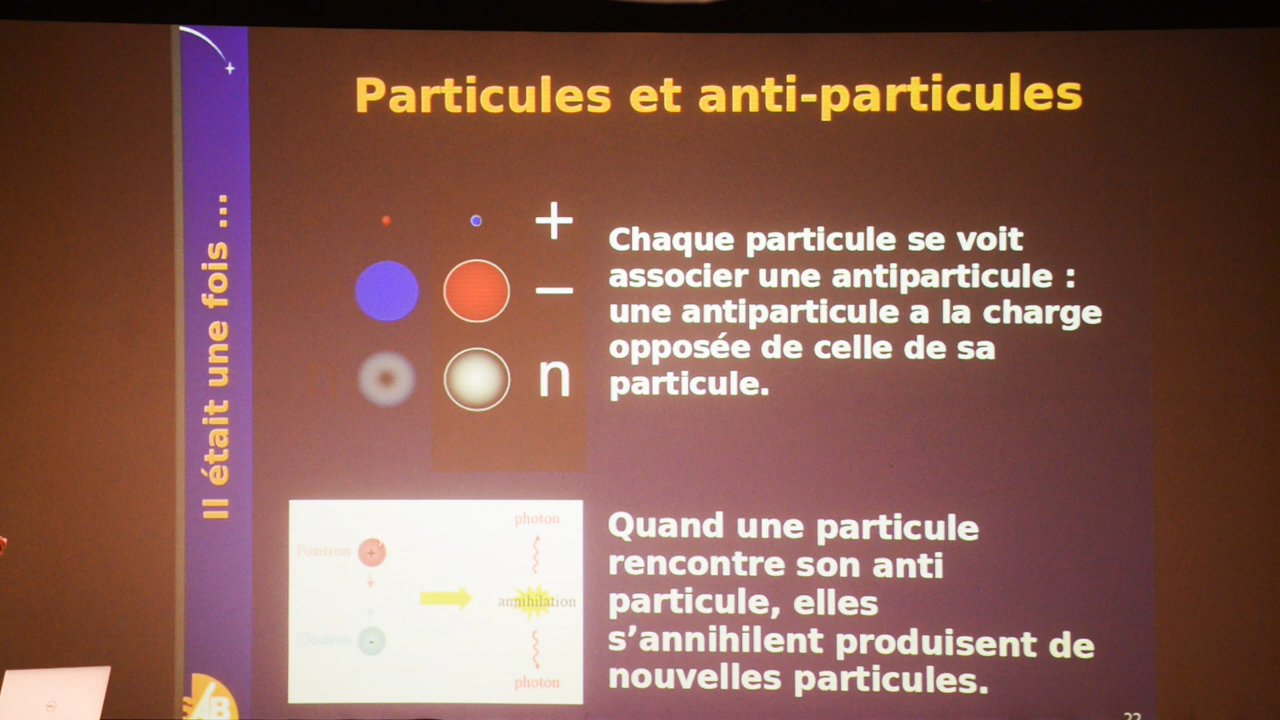 Particules et anti-particules
Il était une fois ...
+
−
n
Chaque particule se voit
associer une antiparticule :
une antiparticule a la charge
opposée de celle de sa
particule.
photon
Positron
+
annihilation
Electron
-
photon
Quand une particule
rencontre son anti
particule, elles
s’annihilent produisent de
nouvelles particules.